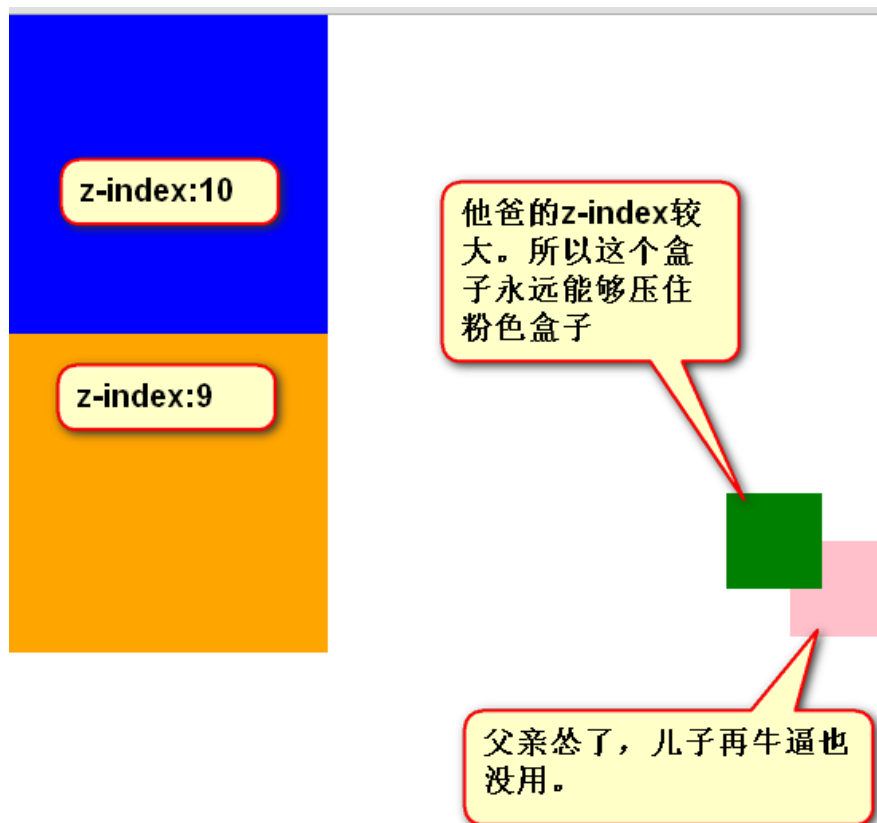 z-index:10
他爸的z-index较
大。所以这个盒
子永远能够压住
粉色盒子
z-index:9
父亲怂了，儿子再牛逼也
没用。